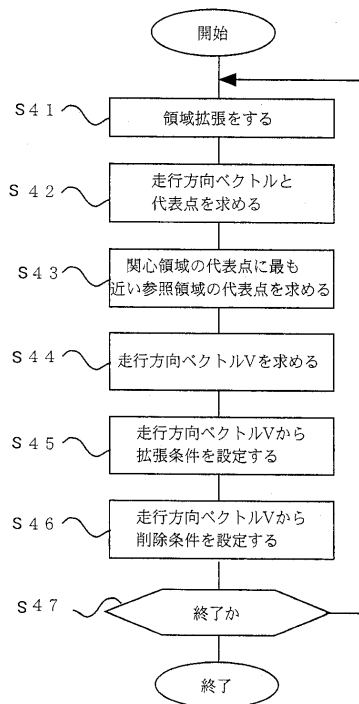 開始
S41
領域拡張をする
S42
走行方向ベクトルと
代表点を求める
S43
関心領域の代表点に最も
近い参照領域の代表点を求める
S44
走行方向ベクトルVを求める
S45
走行方向ベクトルVから
拡張条件を設定する
S46
走行方向ベクトルVから
削除条件を設定する
S47
終了か
終了